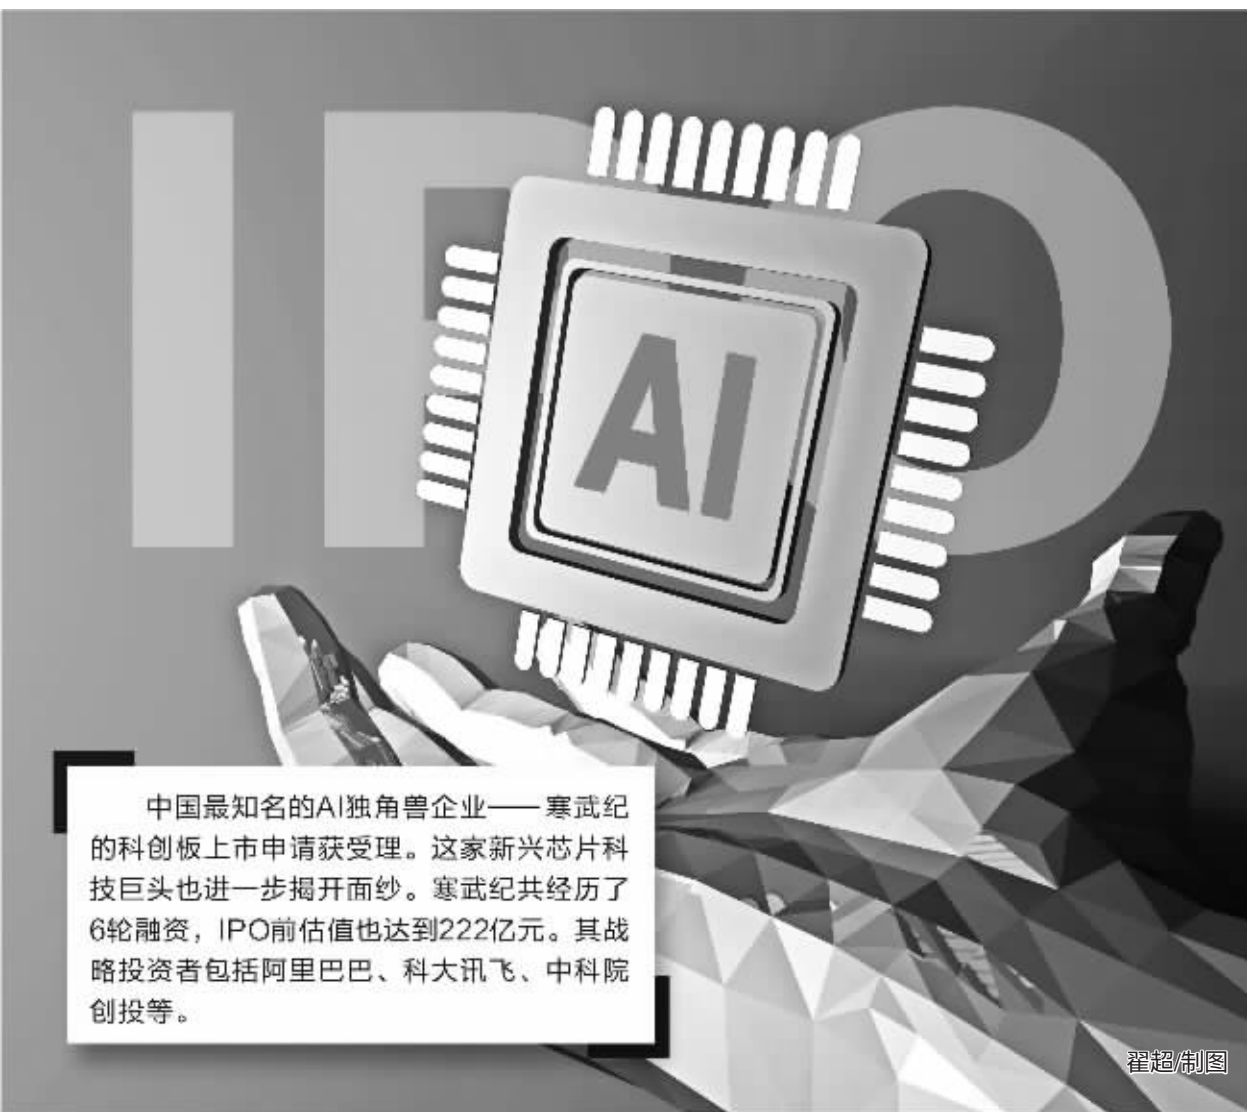 IPO
AI
中国最知名的AI独角兽企业——寒武纪
的科创板上市申请获受理。这家新兴芯片科
技巨头也进一步揭开面纱。寒武纪共经历了
6轮融资，IPO前估值也达到222亿元。其战
略投资者包括阿里巴巴、科大讯飞、中科院
创投等。
翟超/制图